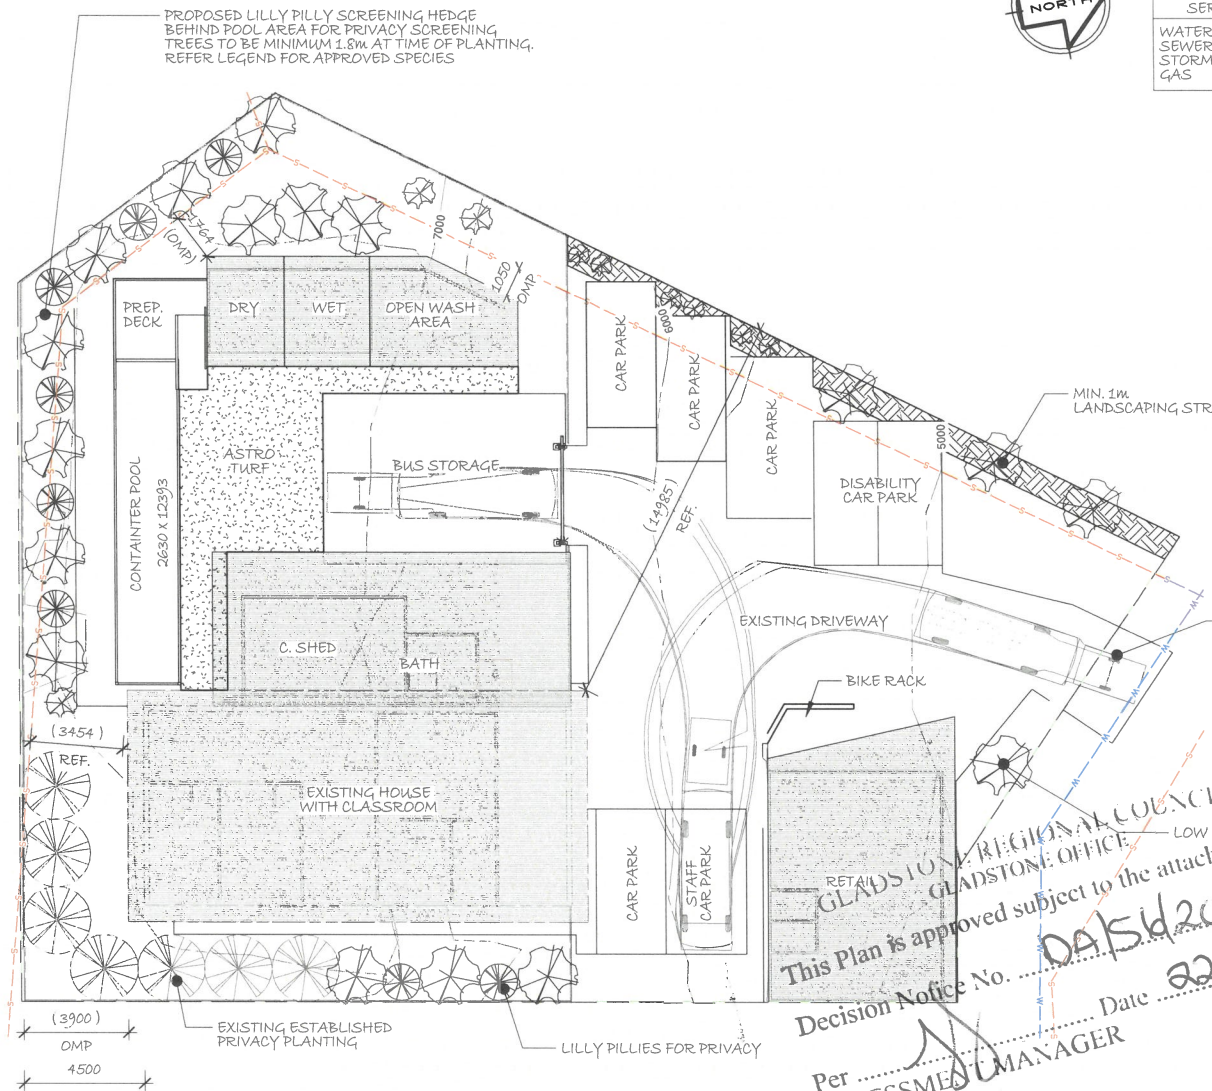 PROPOSED LILLY PILLY SCREENING HEDGE
BEHIND POOL AREA FOR PRIVACY SCREENING
TREES TO BE MINIMUM 1.8m AT TIME OF PLANTING.
REFER LEGEND FOR APPROVED SPECIES
NORTH
SER
WATER
SEWER
STORM
GAS
1764
(OMP)
7000
1050
OMP
PREP.
DECK
DRY
WET
OPEN WASH
AREA
CAR PARK
6000
CAR PARK
CAR PARK
MIN. 1m
LANDSCAPING STR
5000
CONTAINTER POOL
2630 x 12393
ASTRO
TURF
BUS STORAGE
(14985)
REF.
DISABILITY
CAR PARK
EXISTING DRIVEWAY
C. SHED
BATH
BIKE RACK
(3454)
REF.
EXISTING HOUSE
WITH CLASSROOM
CAR PARK
STAFF
CAR PARK
RETAIL
LOW
GLADSTONE REGIONAL COUNC
GLADSTONE OFFICE
This Plan is approved subject to the attach
Decision Notice No.
Date 22
Per
ESSMENT MANAGER
(3900)
OMP
4500
EXISTING ESTABLISHED
PRIVACY PLANTING
LILLY PILLIES FOR PRIVACY